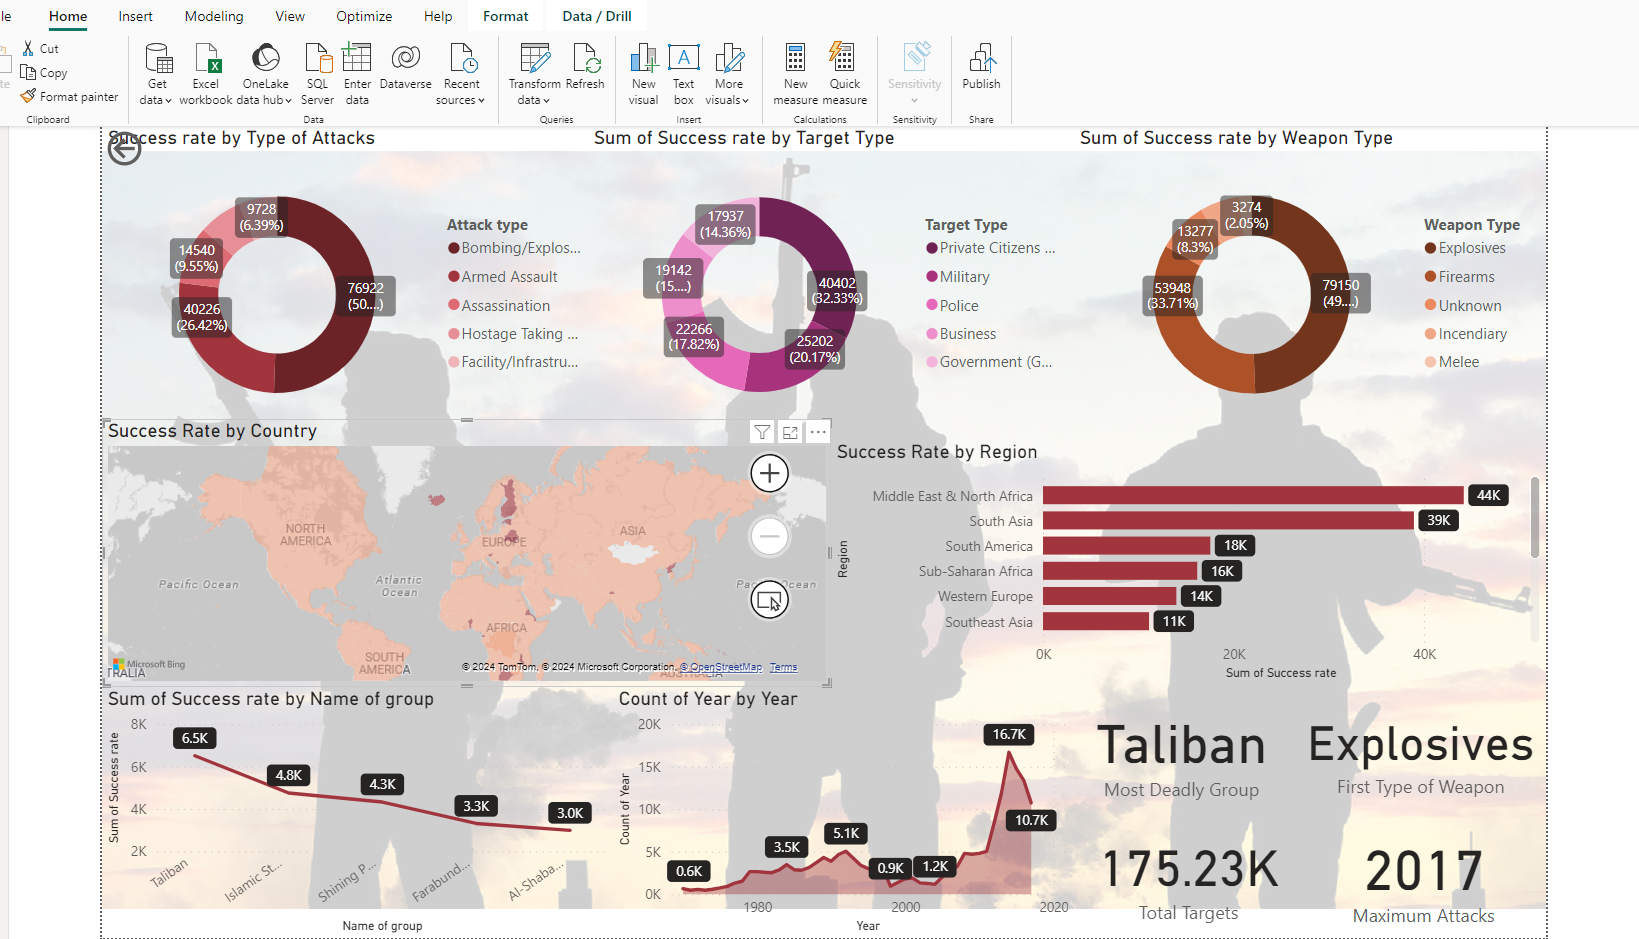 le Home Insert Modeling View Optimize Help Format Data / Drill
Cut
Copy
Format painter
Clipboard
Get data
Excel workbook
OneLake data hub
SQL Server
Enter data
Dataverse
Recent sources
Data
Transform data
Refresh
Queries
New visual
Text box
More visuals
Insert
New measure
Quick measure
Calculations
Sensitivity
Sensitivity
Publish
Share
Success rate by Type of Attacks
9728
(6.39%)
14540
(9.55%)
40226
(26.42%)
76922
(50....)
Attack type
Bombing/Explos...
Armed Assault
Assassination
Hostage Taking ...
Facility/Infrastru...
Sum of Success rate by Target Type
17937
(14.36%)
19142
(15....)
22266
(17.82%)
25202
(20.17%)
40402
(32.33%)
Target Type
Private Citizens ...
Military
Police
Business
Government (G...
Sum of Success rate by Weapon Type
3274
(2.05%)
13277
(8.3%)
53948
(33.71%)
79150
(49....)
Weapon Type
Explosives
Firearms
Unknown
Incendiary
Melee
Success Rate by Country
NORTH
AMERICA
EUROPE
ASIA
Pacific Ocean
Atlantic
Ocean
AFRICA
SOUTH
AMERICA
Microsoft Bing
TRALIA
© 2024 TomTom, © 2024 Microsoft Corporation, © OpenStreetMap Terms
AUSTRALIA
Success Rate by Region
Region
Middle East & North Africa 44K
South Asia 39K
South America 18K
Sub-Saharan Africa 16K
Western Europe 14K
Southeast Asia 11K
0K 20K 40K
Sum of Success rate
Sum of Success rate by Name of group
Sum of Success rate
8K
6K
4K
2K
6.5K
4.8K
4.3K
3.3K
3.0K
Taliban
Islamic St...
Shining P...
Farabund...
Al-Shaba...
Name of group
Count of Year by Year
Count of Year
20K
15K
10K
5K
0K
0.6K
3.5K
5.1K
0.9K
1.2K
16.7K
10.7K
1980 2000 2020
Year
Taliban
Most Deadly Group
Explosives
First Type of Weapon
175.23K
Total Targets
2017
Maximum Attacks